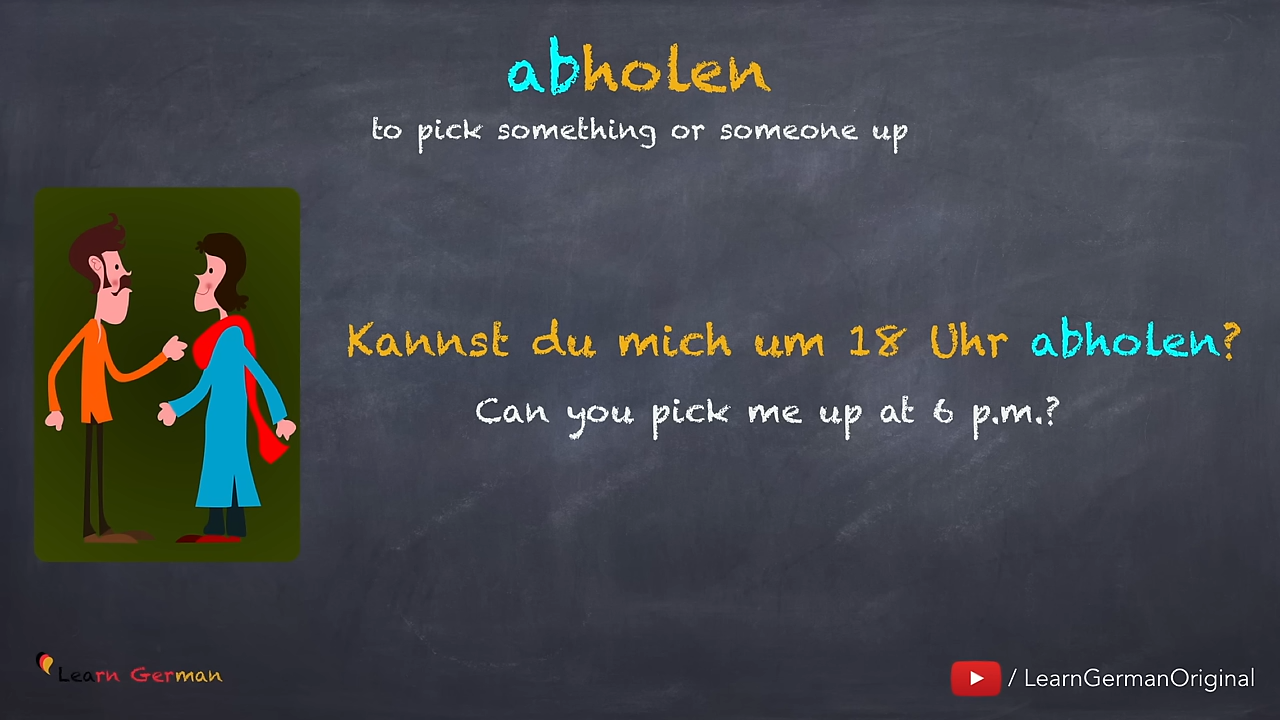 abholen
to pick something or someone up
Kannst du mich um 18 Uhr abholen?
Can you pick me up at 6 p.m.?
Learn German
/ LearnGermanOriginal